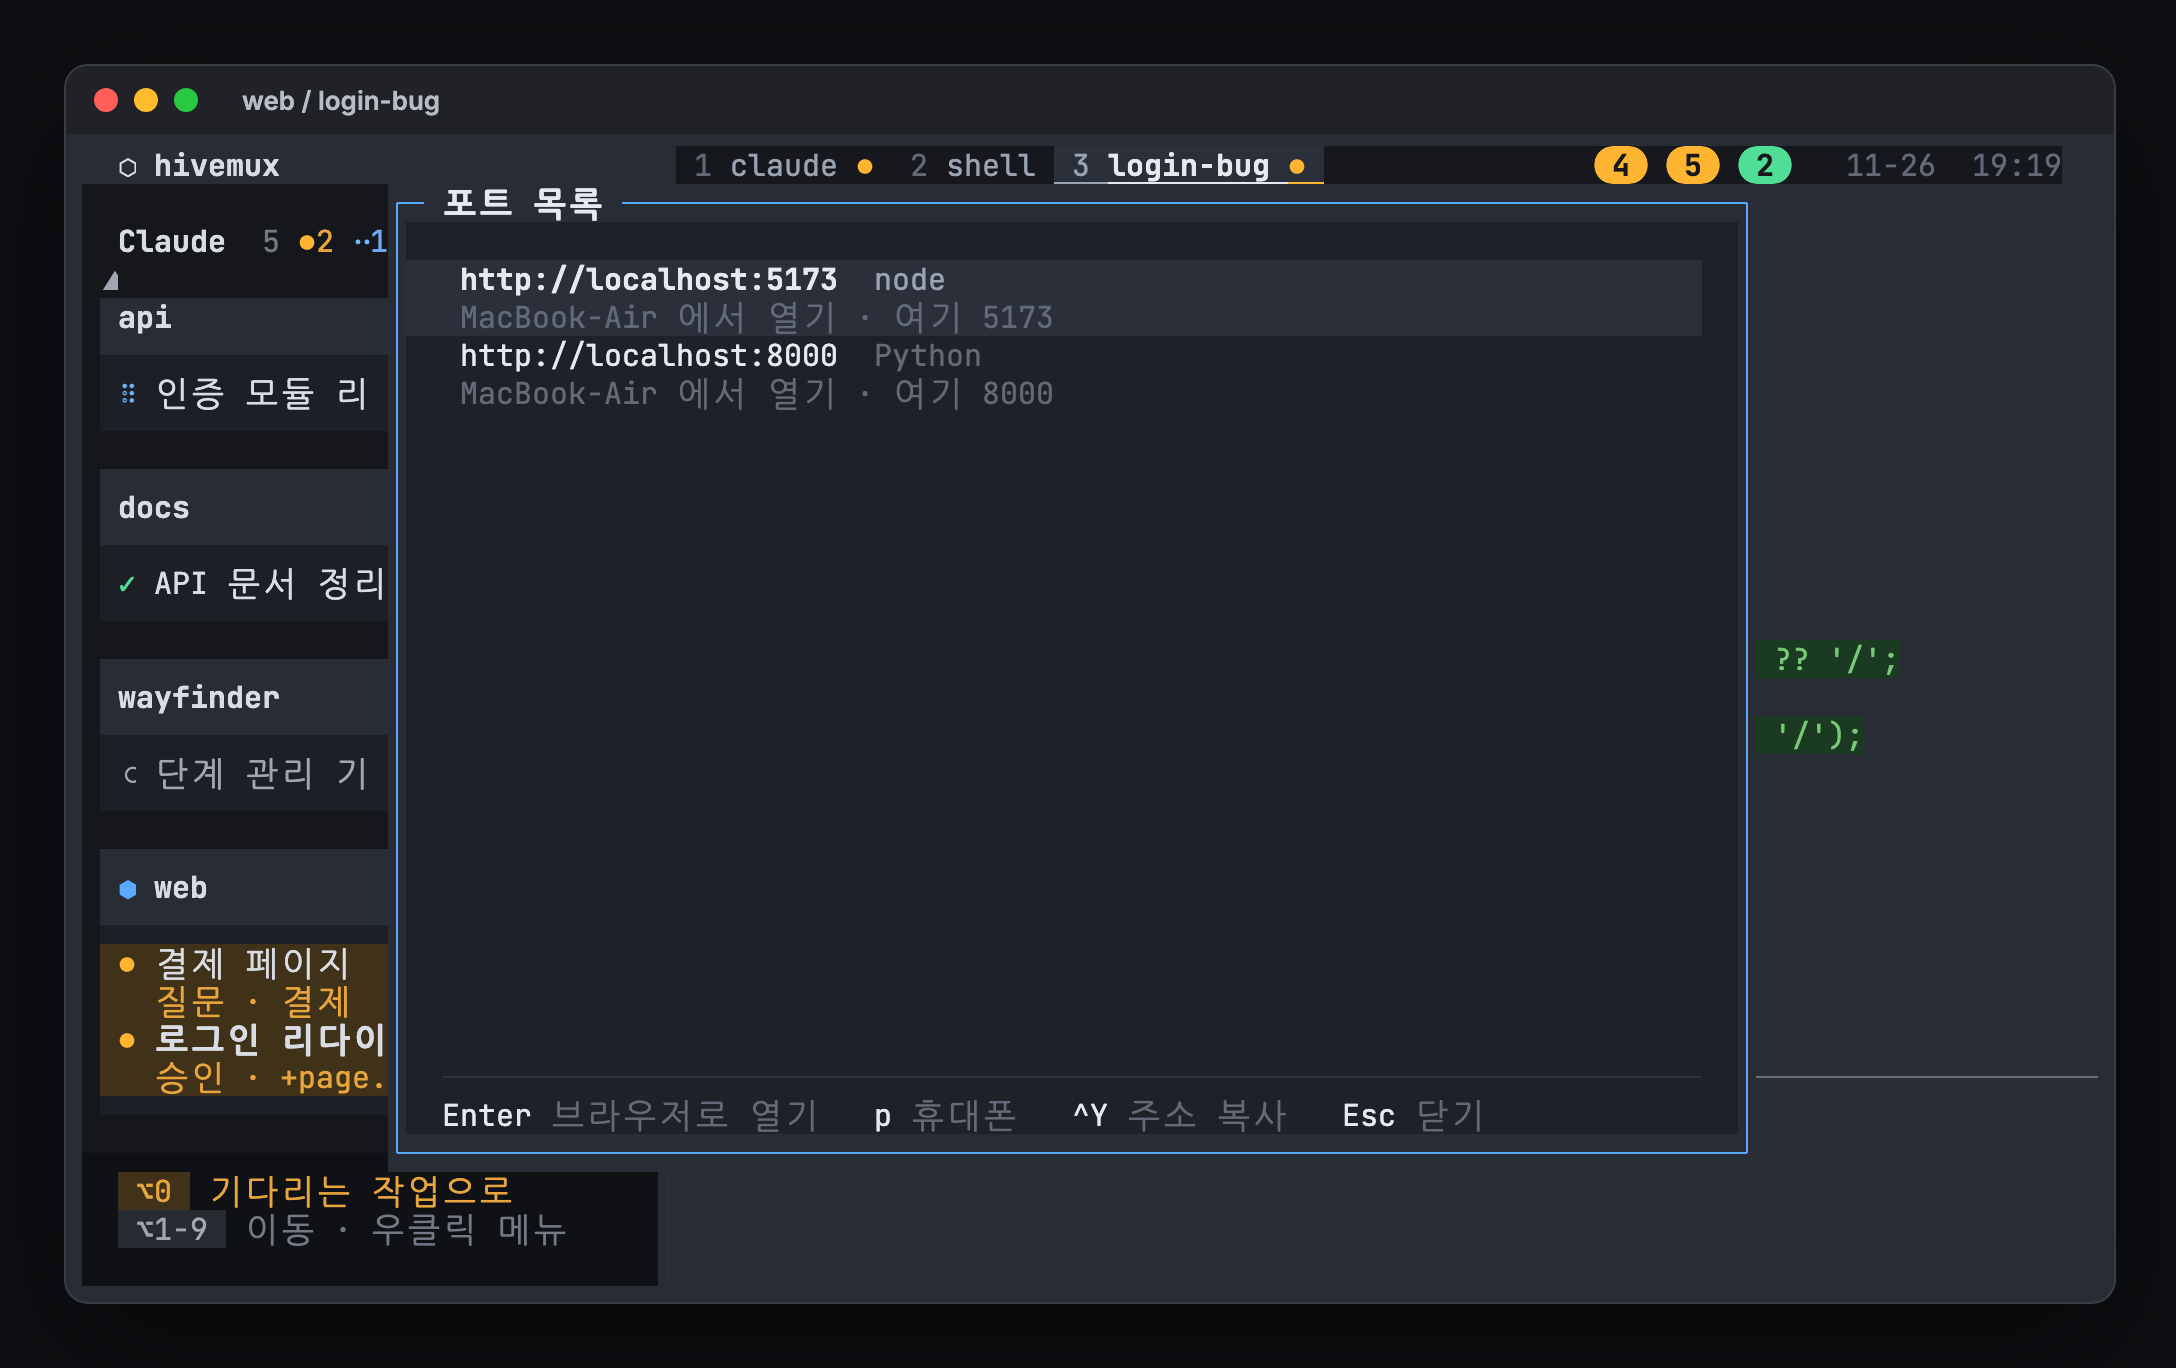 web / login-bug
⬡ hivemux 1 claude ● 2 shell 3 login-bug ● 4 5 2 11-26 19:19
포트 목록
Claude 5 ●2 ··1
http://localhost:5173 node
api
MacBook-Air 에서 열기 · 여기 5173
http://localhost:8000 Python
인증 모듈 리
MacBook-Air 에서 열기 · 여기 8000
docs
✓ API 문서 정리
?? '/';
wayfinder
'/');
단계 관리 기
⬢ web
● 결제 페이지
질문 · 결제
● 로그인 리다이
승인 · +page.
Enter 브라우저로 열기 p 휴대폰 ^Y 주소 복사 Esc 닫기
⌥0 기다리는 작업으로
⌥1-9 이동 · 우클릭 메뉴